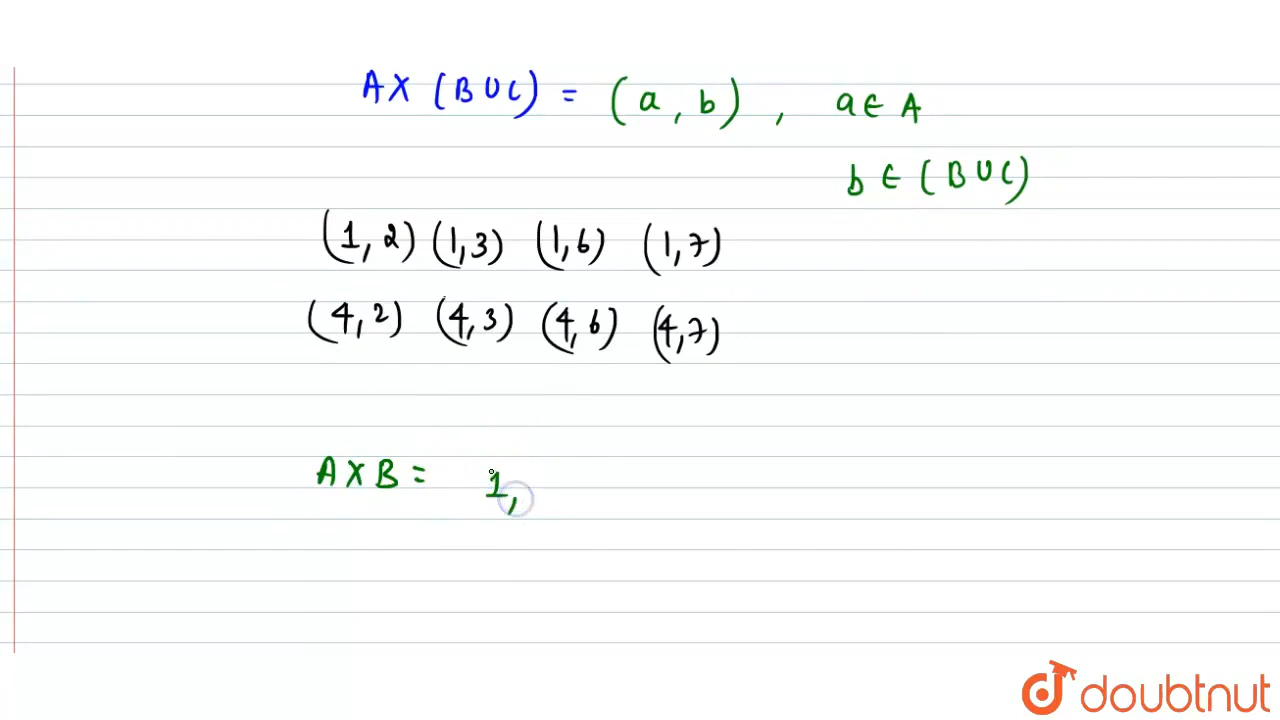 A X (B U C) = (a, b), a ∈ A
b ∈ (B U C)
(1, 2) (1,3) (1,6) (1,7)
(4,2) (4,3) (4,6) (4,7)
A X B = 1,
doubtnut